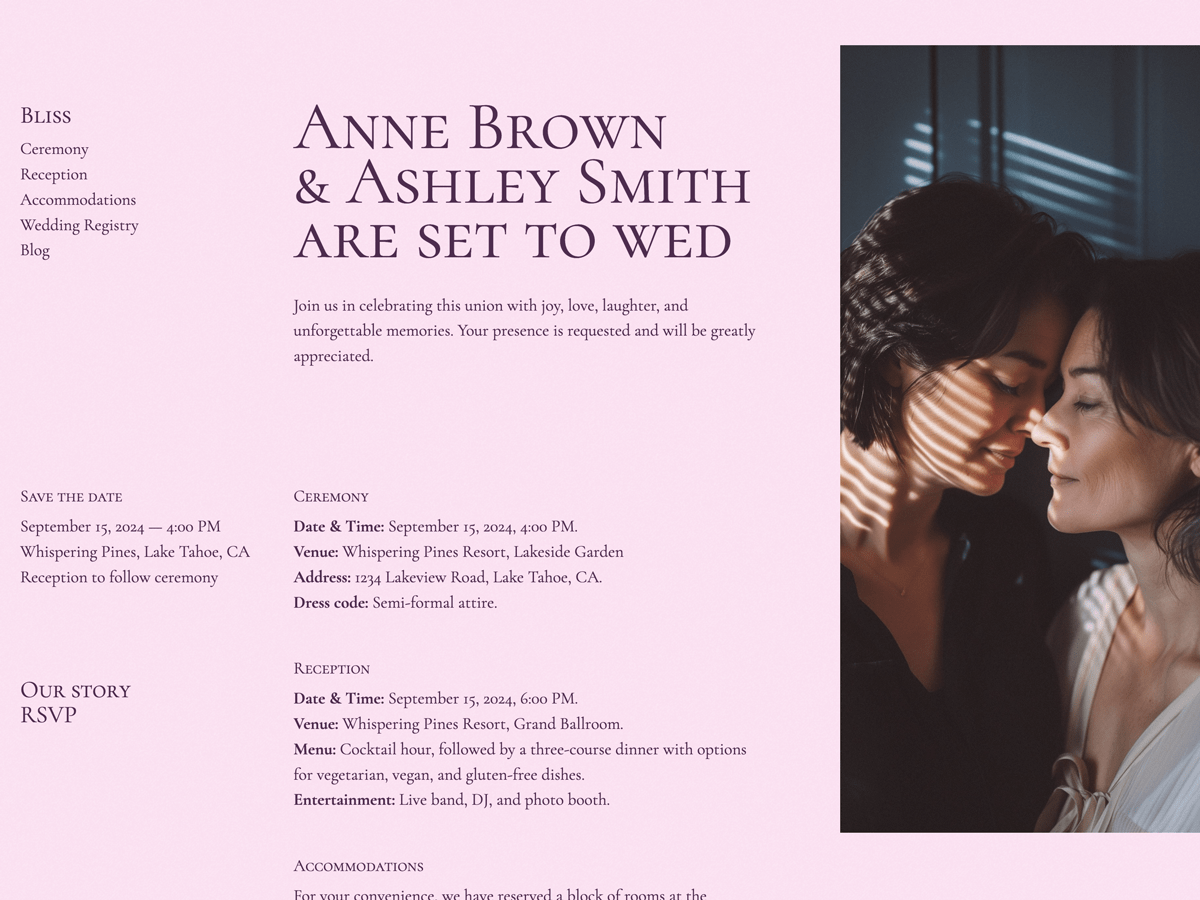 Bliss
Ceremony
Reception
Accommodations
Wedding Registry
Blog
Anne Brown
& Ashley Smith
are set to wed
Join us in celebrating this union with joy, love, laughter, and
unforgettable memories. Your presence is requested and will be greatly
appreciated.
Save the date
September 15, 2024 — 4:00 PM
Whispering Pines, Lake Tahoe, CA
Reception to follow ceremony
Our story
RSVP
Ceremony
Date & Time: September 15, 2024, 4:00 PM.
Venue: Whispering Pines Resort, Lakeside Garden
Address: 1234 Lakeview Road, Lake Tahoe, CA.
Dress code: Semi-formal attire.
Reception
Date & Time: September 15, 2024, 6:00 PM.
Venue: Whispering Pines Resort, Grand Ballroom.
Menu: Cocktail hour, followed by a three-course dinner with options
for vegetarian, vegan, and gluten-free dishes.
Entertainment: Live band, DJ, and photo booth.
Accommodations
For your convenience, we have reserved a block of rooms at the